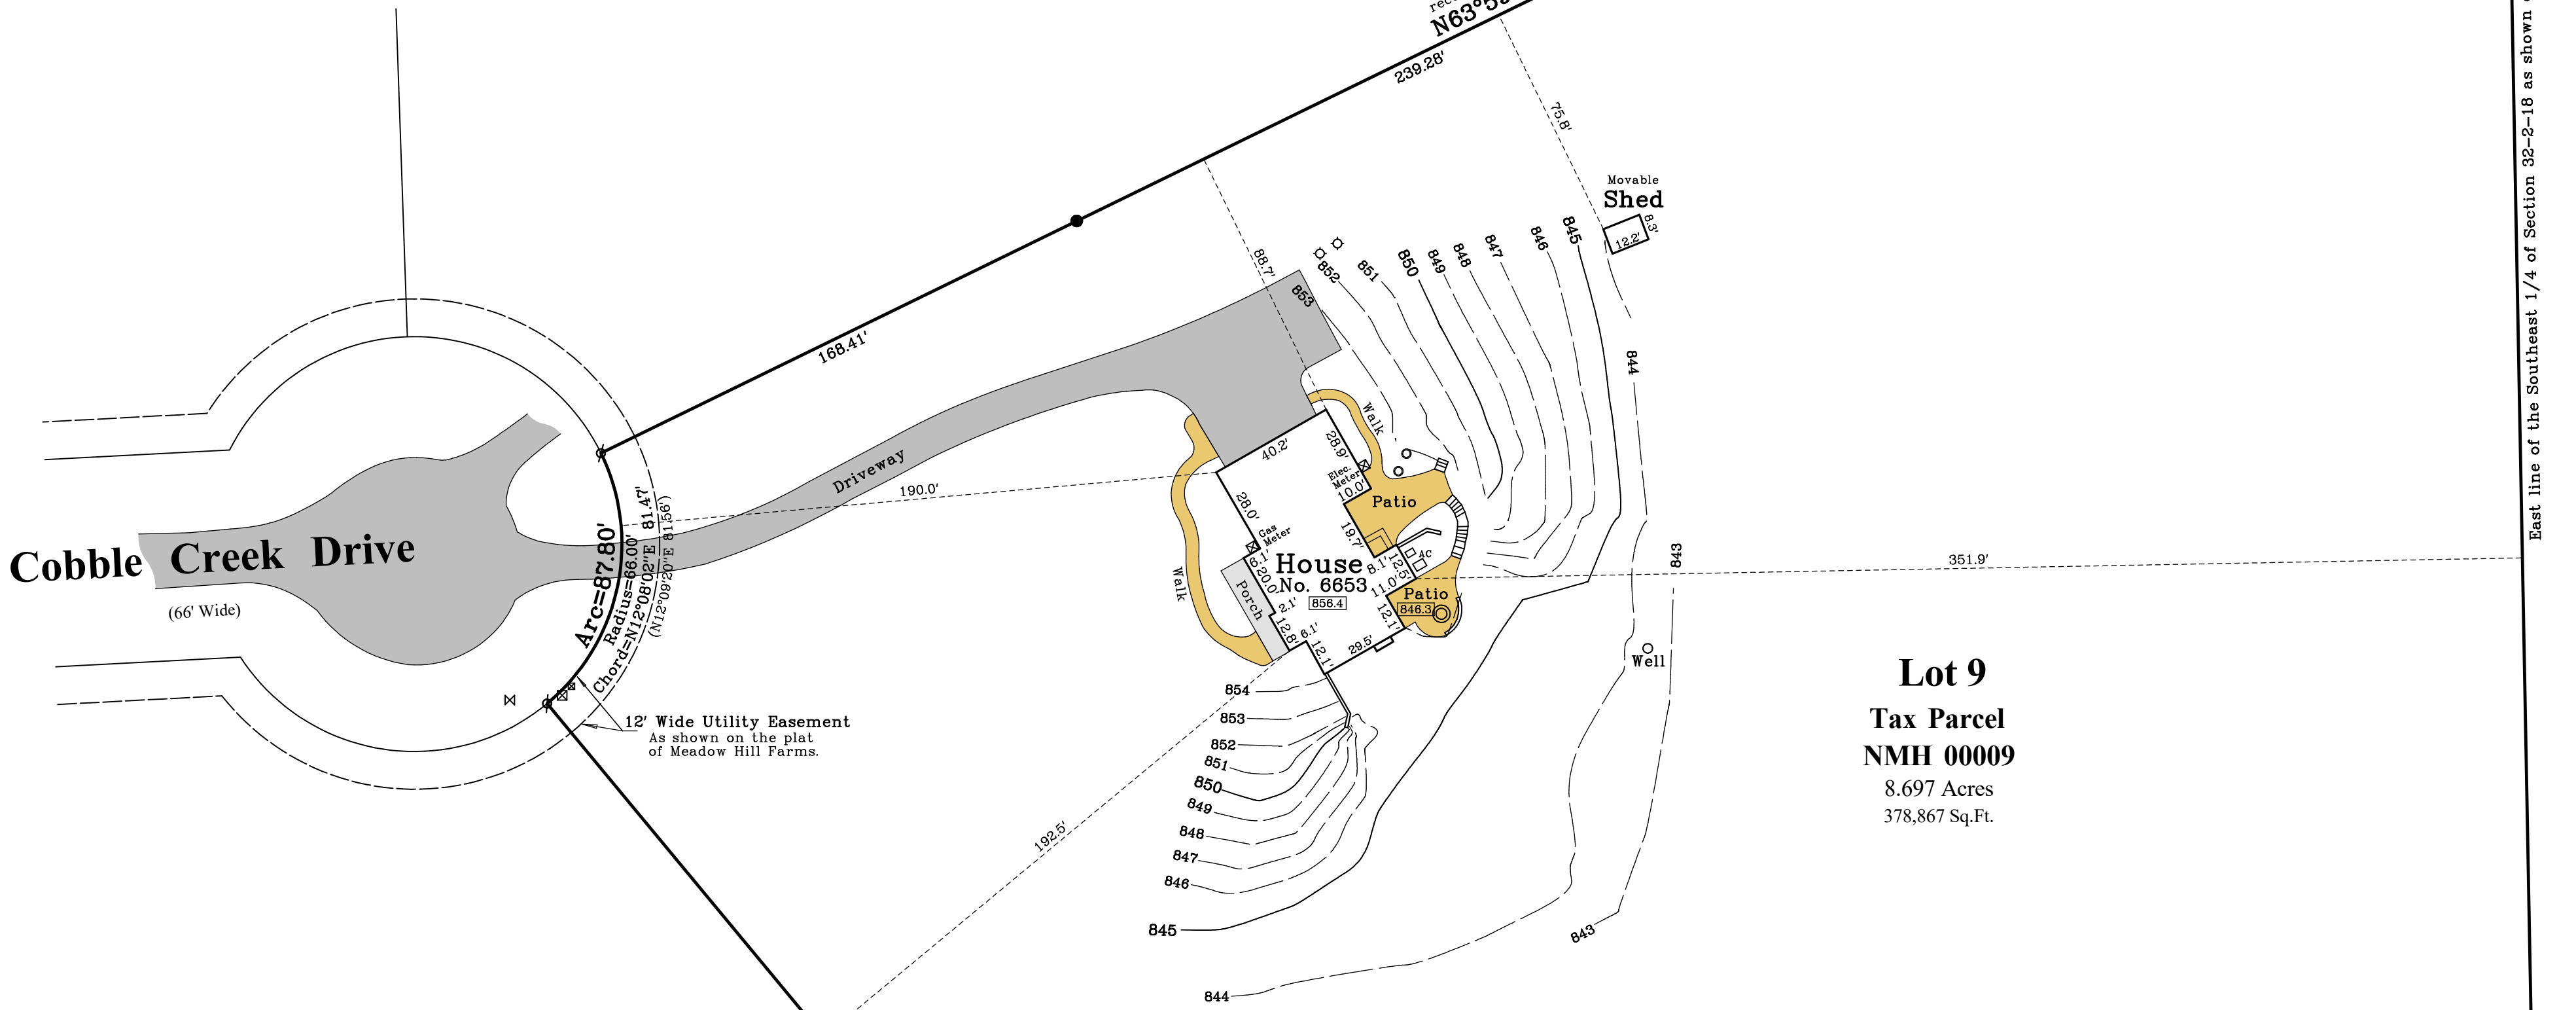 N63°5
239.28'
75.8'
Movable
Shed
8.3'
12.2'
East line of the Southeast 1/4 of Section 32-2-18 as shown
88.7'
168.41'
853
852
851
850
849
848
847
846
845
844
843
Driveway
190.0'
40.2'
28.9'
Walk
Elec.
Meter
10.0'
Patio
28.0'
Gas
Meter
19.7'
6.1'
House
No. 6653
856.4
8.1'
12.5'
11.0'
Patio
846.3
20.0'
Porch
2.1'
12.8'
6.1'
12.1'
29.5'
12.1'
Walk
351.9'
Cobble Creek Drive
(66' Wide)
Arc=87.80'
Radius=66.00'
Chord=N12°08'02"E 81.47'
(N12°09'20"E 81.56')
12' Wide Utility Easement
As shown on the plat
of Meadow Hill Farms.
Well
Lot 9
Tax Parcel
NMH 00009
8.697 Acres
378,867 Sq.Ft.
854
853
852
851
850
849
848
847
846
845
844
843
192.5'